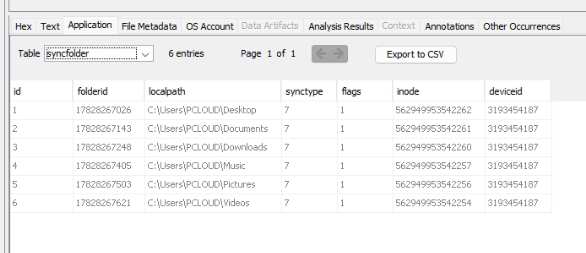 Hex Text Application File Metadata OS Account Data Artifacts Analysis Results Context Annotations Other Occurrences
Table syncfolder 6 entries Page 1 of 1 Export to CSV
id folderid localpath synctype flags inode deviceid
1 17828267026 C:\Users\PCLOUD\Desktop 7 1 562949953542262 3193454187
2 17828267143 C:\Users\PCLOUD\Documents 7 1 562949953542261 3193454187
3 17828267248 C:\Users\PCLOUD\Downloads 7 1 562949953542260 3193454187
4 17828267405 C:\Users\PCLOUD\Music 7 1 562949953542257 3193454187
5 17828267503 C:\Users\PCLOUD\Pictures 7 1 562949953542256 3193454187
6 17828267621 C:\Users\PCLOUD\Videos 7 1 562949953542254 3193454187